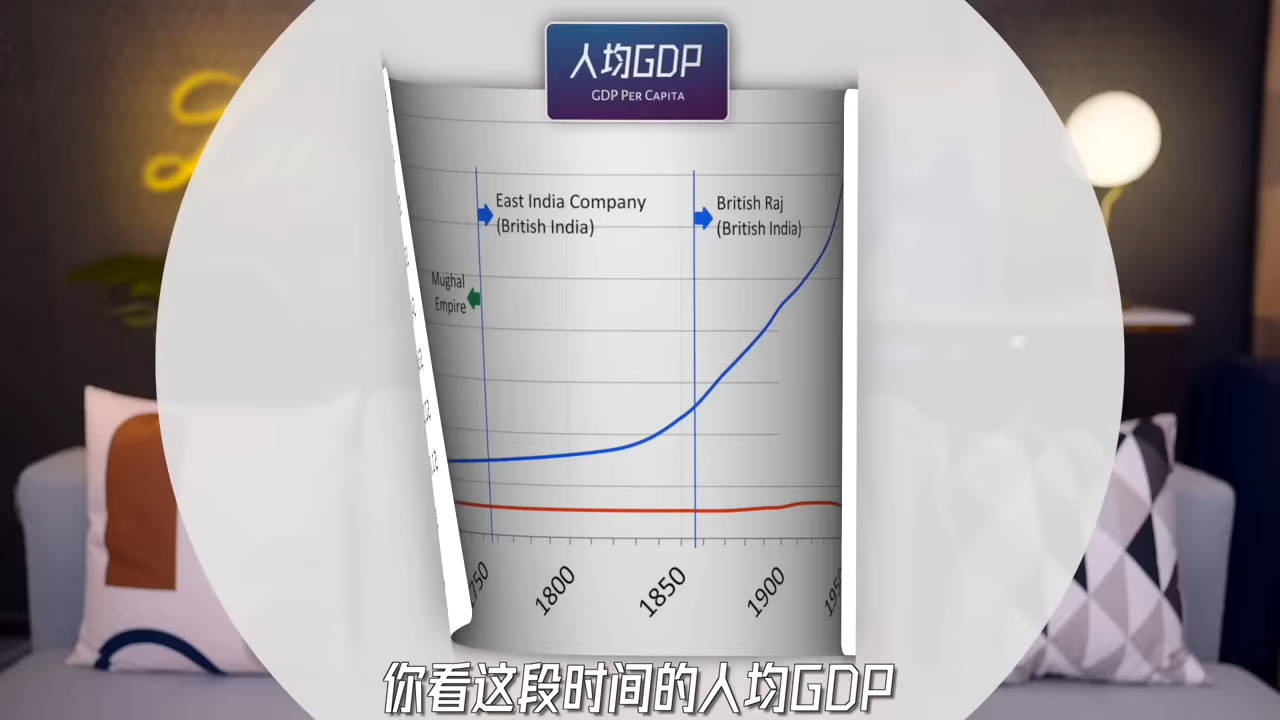 人均GDP
GDP PER CAPITA
East India Company
(British India)
British Raj
(British India)
Mughal
Empire
1800
1850
1900
你看这段时间的人均GDP